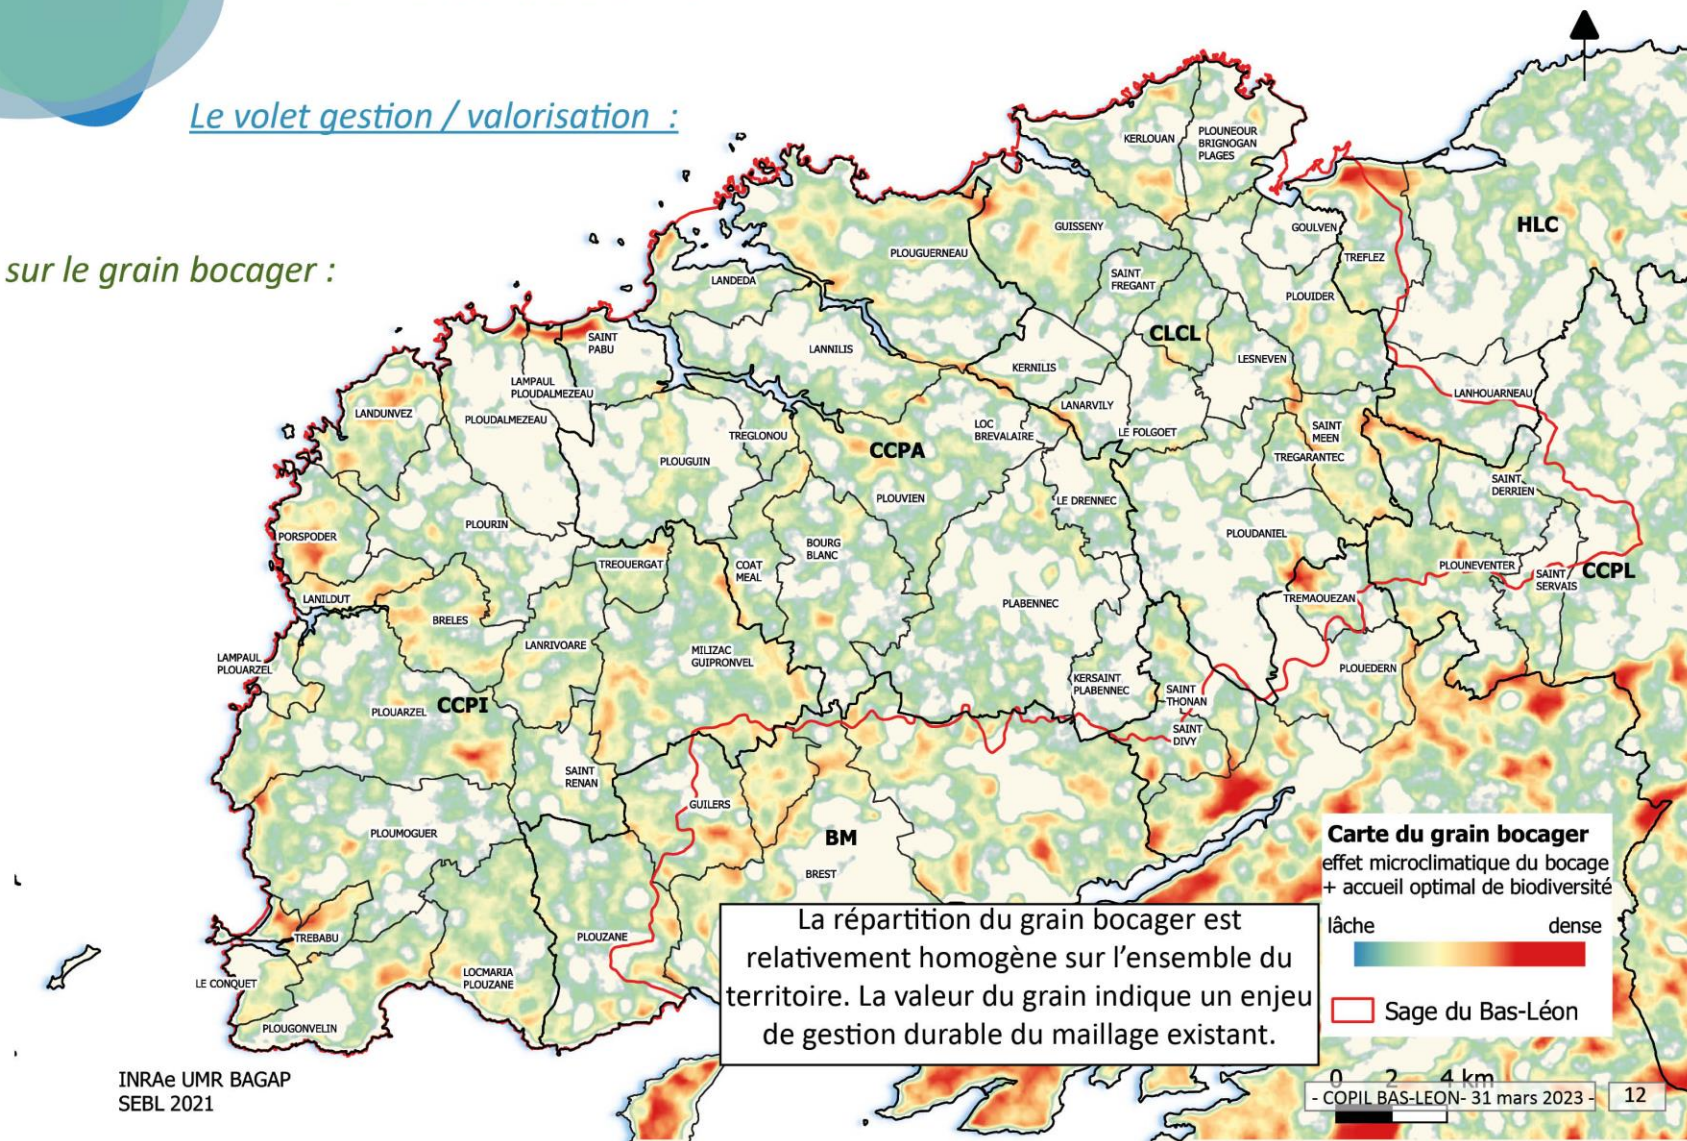 Le volet gestion / valorisation :
sur le grain bocager :
KERLOUAN
PLOUNEOUR
BRIGNOGAN
PLAGES
HLC
GOULVEN
GUISSENY
PLOUGUERNEAU
TREFLEZ
SAINT
FREGANT
LANDEDA
PLOUIDER
SAINT
PABU
CLCL
LANNILIS
LESNEVEN
KERNILIS
LAMPAUL
PLOUDALMEZEAU
LANHOUARNEAU
LANARVILY
LANDUNVEZ
PLOUDALMEZEAU
LOC
BREVALAIRE
SAINT
MEEN
LE FOLGOET
TREGLONOU
CCPA
TREGARANTEC
PLOUGUIN
SAINT
DERRIEN
PLOUVIEN
LE DRENNEC
PLOURIN
PORSPODER
PLOUDANIEL
BOURG
BLANC
TREOUERGAT
COAT
MEAL
PLOUNEVENTER
SAINT
SERVAIS
CCPL
LANILDUT
TREMAOUEZAN
PLABENNEC
BRELES
LANRIVOARE
MILIZAC
GUIPRONVEL
LAMPAUL
PLOUARZEL
PLOUEDERN
KERSAINT
PLABENNEC
SAINT
THONAN
CCPI
PLOUARZEL
SAINT
DIVY
SAINT
RENAN
GUILERS
PLOUMOGUER
BM
BREST
Carte du grain bocager
effet microclimatique du bocage
+ accueil optimal de biodiversité
lâche dense
Sage du Bas-Léon
TREBABU
PLOUZANE
LE CONQUET
LOCMARIA
PLOUZANE
PLOUGONVELIN
La répartition du grain bocager est
relativement homogène sur l'ensemble du
territoire. La valeur du grain indique un enjeu
de gestion durable du maillage existant.
INRAe UMR BAGAP
SEBL 2021
0 2 4 km
- COPIL BAS-LEON- 31 mars 2023 - 12